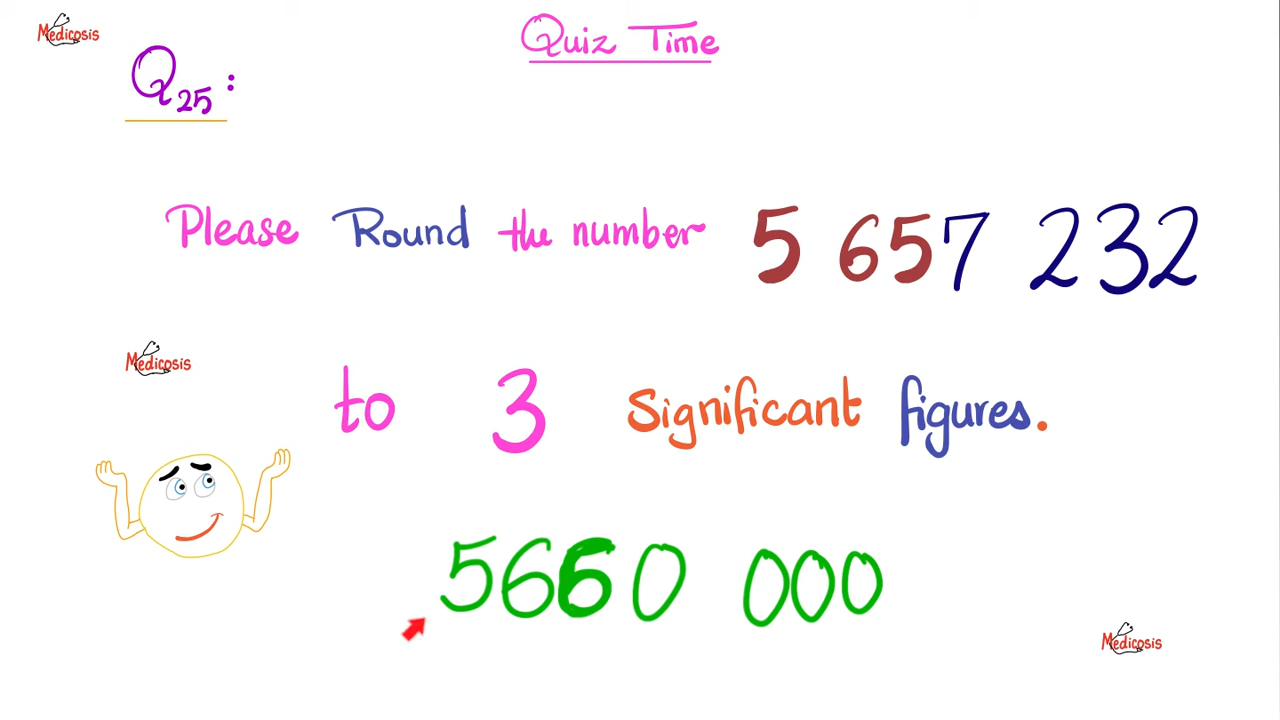 Medicosis
Quiz Time
Q25:
Please Round the number 5 657 232
Medicosis
to 3 Significant figures.
5660 000
Medicosis